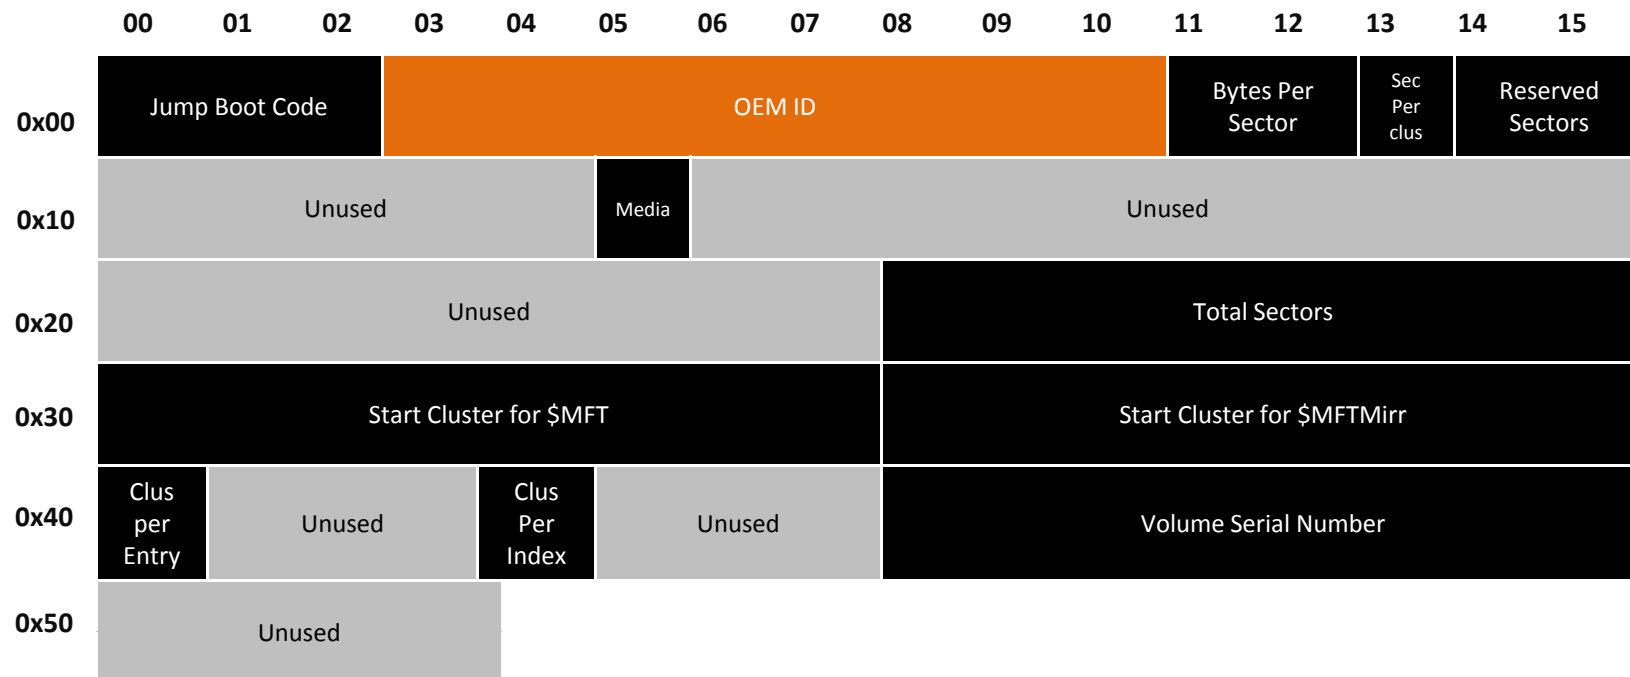 00 01 02 03 04 05 06 07 08 09 10 11 12 13 14 15
0x00
Jump Boot Code
OEM ID
Bytes Per
Sector
Sec
Per
clus
Reserved
Sectors
0x10
Unused
Media
Unused
0x20
Unused
Total Sectors
0x30
Start Cluster for $MFT
Start Cluster for $MFTMirr
0x40
Clus
per
Entry
Unused
Clus
Per
Index
Unused
Volume Serial Number
0x50
Unused